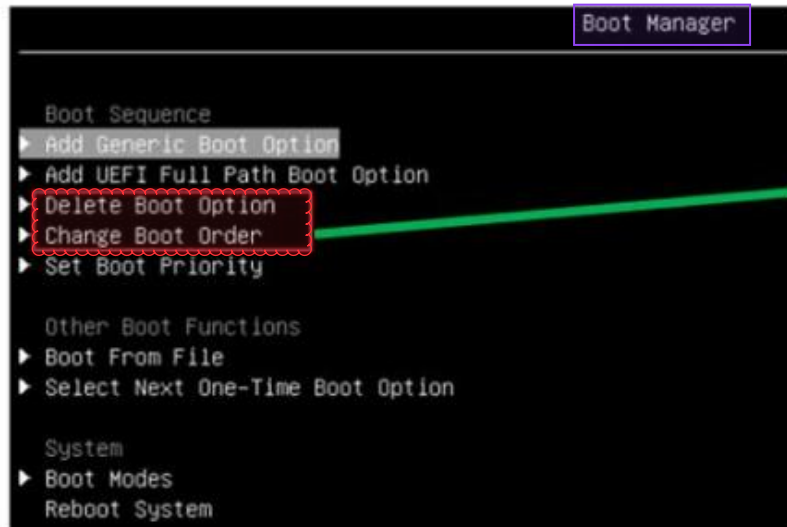 Boot Manager
Boot Sequence
Add Generic Boot Option
Add UEFI Full Path Boot Option
Delete Boot Option
Change Boot Order
Set Boot Priority
Other Boot Functions
Boot From File
Select Next One-Time Boot Option
System
Boot Modes
Reboot System